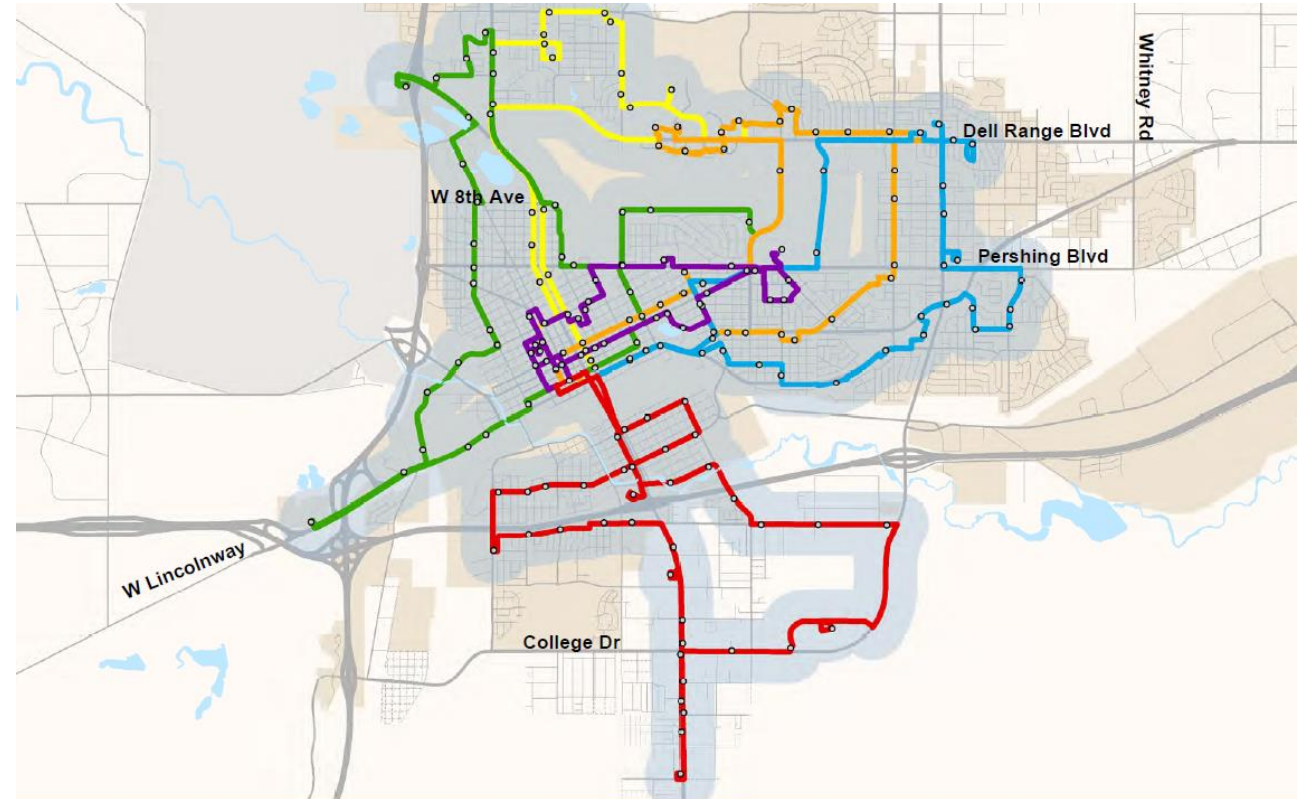 Whitney Rd
Dell Range Blvd
W 8th Ave
Pershing Blvd
W Lincolnway
College Dr